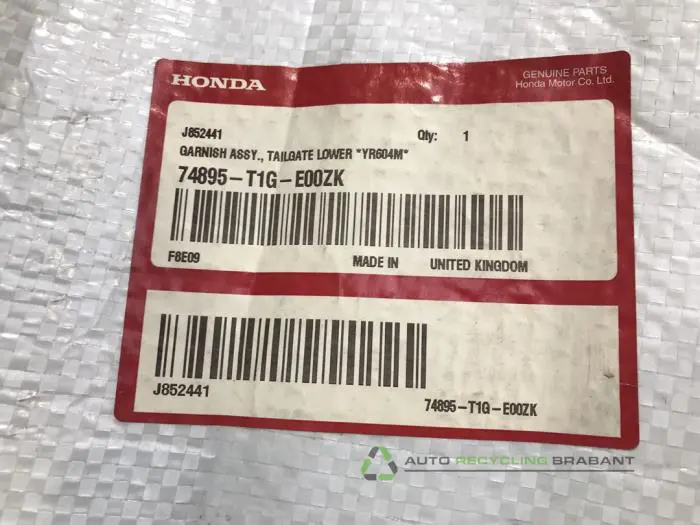 HONDA
GENUINE PARTS
Honda Motor Co. Ltd.
J852441 Qty: 1
GARNISH ASSY., TAILGATE LOWER *YR604M*
74895-T1G-E00ZK
F8E09 MADE IN UNITED KINGDOM
J852441
74895-T1G-E00ZK
AUTO RECYCLING BRABANT